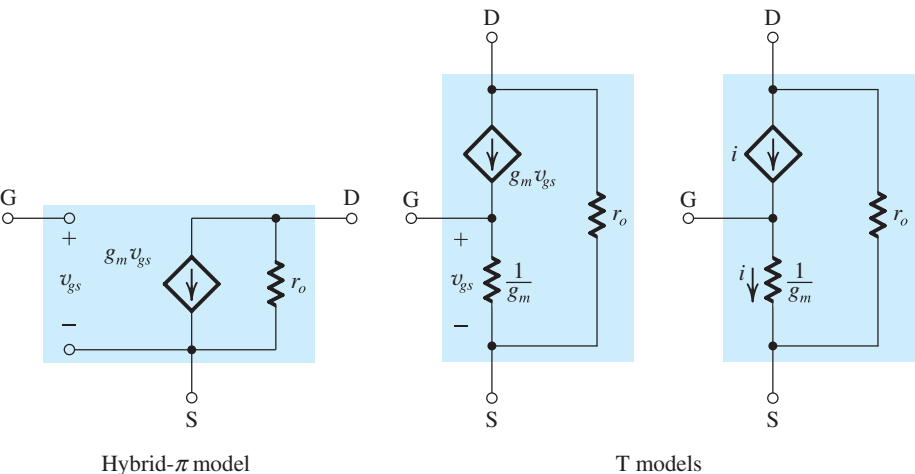 G
D
S
+
v_gs
−
g_m v_gs
r_o
Hybrid-π model
D
G
S
g_m v_gs
+
v_gs
−
1/g_m
r_o
D
G
S
i
i
1/g_m
r_o
T models